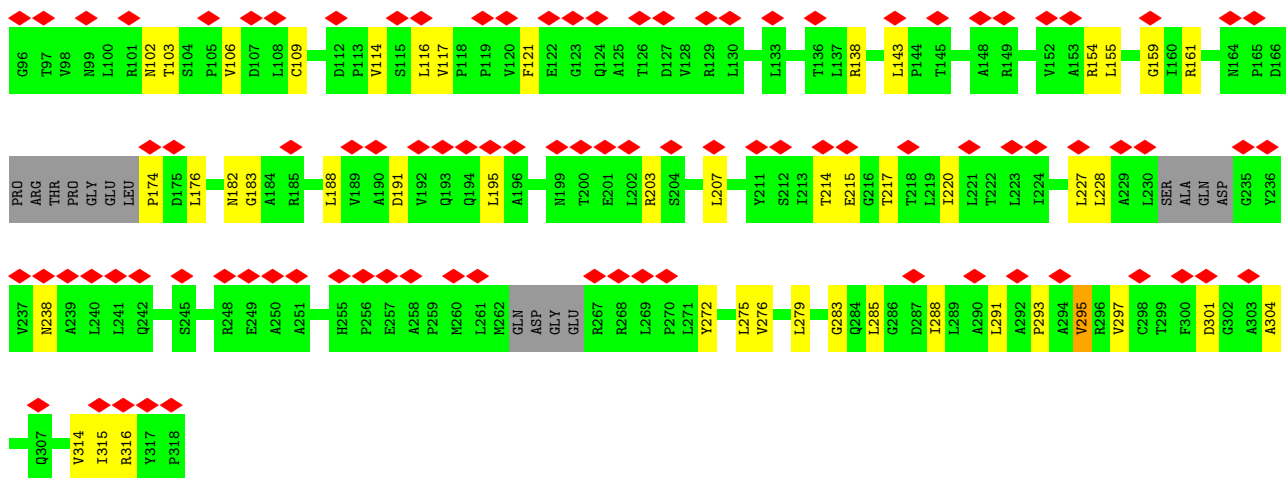 G96 T97 V98 N99 L100 R101 N102 T103 S104 P105 V106 D107 L108 C109 D112 P113 V114 S115 L116 V117 P118 P119 V120 F121 E122 G123 Q124 A125 T126 D127 V128 R129 L130 L133 T136 L137 R138 L143 P144 T145 A148 R149 V152 A153 R154 L155 G159 I160 R161 N164 P165 D166
PRO ARG THR PRO GLY GLU LEU P174 D175 L176 N182 G183 A184 R185 L188 V189 A190 D191 V192 Q193 Q194 L195 A196 N199 T200 E201 L202 R203 S204 L207 Y211 S212 I213 T214 E215 G216 T217 T218 L219 I220 L221 T222 L223 I224 L227 L228 A229 L230 SER ALA GLN ASP G235 Y236
V237 N238 A239 L240 L241 Q242 S245 R248 E249 A250 A251 H255 P256 E257 A258 P259 M260 L261 M262 GLN ASP GLY GLU R267 R268 L269 P270 L271 Y272 L275 V276 L279 G283 Q284 L285 G286 D287 I288 L289 A290 L291 A292 P293 A294 V295 R296 V297 C298 T299 F300 D301 G302 A303 A304
Q307 V314 I315 R316 Y317 P318